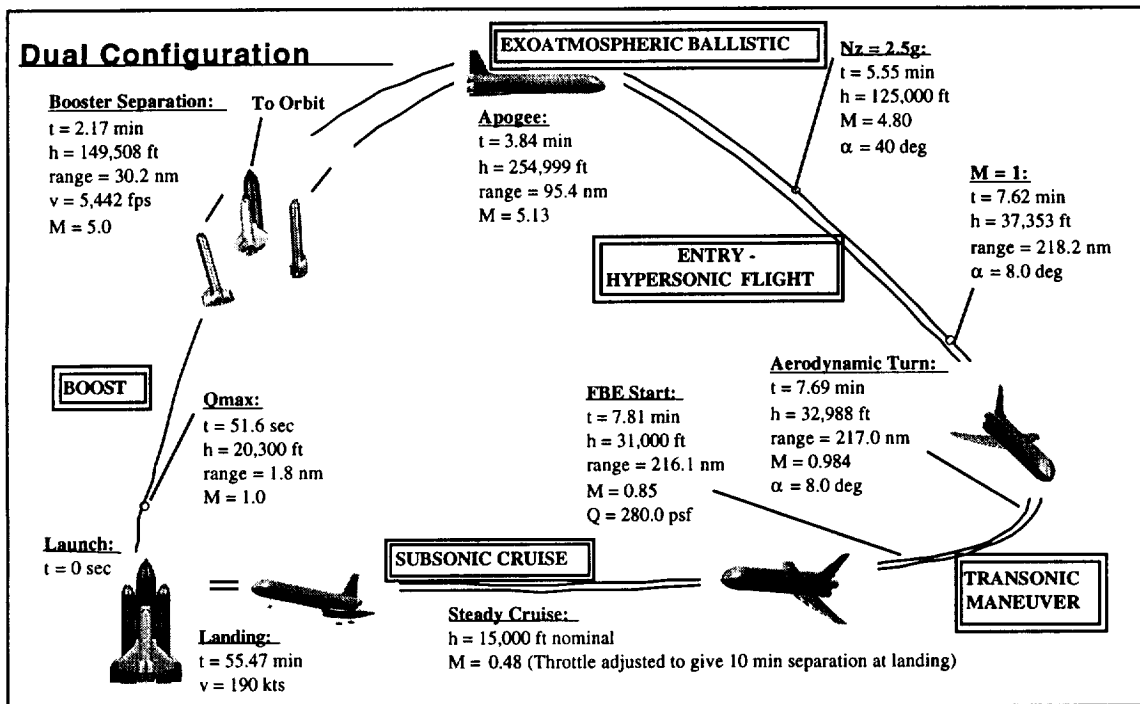 Dual Configuration
EXOATMOSPHERIC BALLISTIC
Booster Separation:
t = 2.17 min
h = 149,508 ft
range = 30.2 nm
v = 5,442 fps
M = 5.0
To Orbit
Apogee:
t = 3.84 min
h = 254,999 ft
range = 95.4 nm
M = 5.13
Nz = 2.5g:
t = 5.55 min
h = 125,000 ft
M = 4.80
α = 40 deg
M = 1:
t = 7.62 min
h = 37,353 ft
range = 218.2 nm
α = 8.0 deg
ENTRY -
HYPERSONIC FLIGHT
BOOST
Qmax:
t = 51.6 sec
h = 20,300 ft
range = 1.8 nm
M = 1.0
FBE Start:
t = 7.81 min
h = 31,000 ft
range = 216.1 nm
M = 0.85
Q = 280.0 psf
Aerodynamic Turn:
t = 7.69 min
h = 32,988 ft
range = 217.0 nm
M = 0.984
α = 8.0 deg
Launch:
t = 0 sec
SUBSONIC CRUISE
TRANSONIC
MANEUVER
Landing:
t = 55.47 min
v = 190 kts
Steady Cruise:
h = 15,000 ft nominal
M = 0.48 (Throttle adjusted to give 10 min separation at landing)